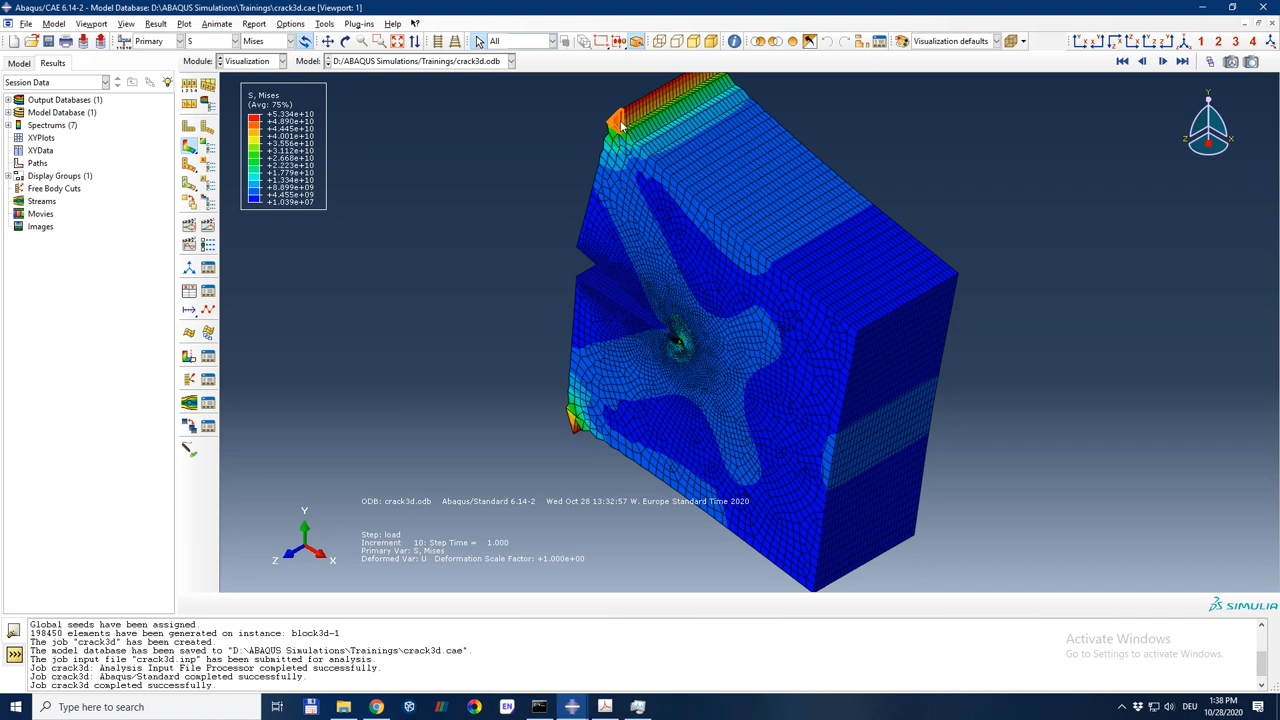 Abaqus/CAE 6.14-2 - Model Database: D:\ABAQUS Simulations\Trainings\crack3d.cae [Viewport: 1]
File Model Viewport View Result Plot Animate Report Options Tools Plug-ins Help
Primary S Mises All Visualization defaults
1 2 3 4
Model Results Module: Visualization Model: D:/ABAQUS Simulations/Trainings/crack3d.odb
Session Data
Output Databases (1)
Model Database (1)
Spectrums (7)
XYPlots
XYData
Paths
Display Groups (1)
Free Body Cuts
Streams
Movies
Images
S, Mises
(Avg: 75%)
+5.334e+10
+4.890e+10
+4.445e+10
+4.001e+10
+3.556e+10
+3.112e+10
+2.668e+10
+2.223e+10
+1.779e+10
+1.334e+10
+8.899e+09
+4.455e+09
+1.039e+07
Y
Z X
ODB: crack3d.odb Abaqus/Standard 6.14-2 Wed Oct 28 13:32:57 W. Europe Standard Time 2020
Y
Z X
Step: load
Increment 10: Step Time = 1.000
Primary Var: S, Mises
Deformed Var: U Deformation Scale Factor: +1.000e+00
SIMULIA
Global seeds have been assigned.
198450 elements have been generated on instance: block3d-1
The job "crack3d" has been created.
The model database has been saved to "D:\ABAQUS Simulations\Trainings\crack3d.cae".
The job input file "crack3d.inp" has been submitted for analysis.
Job crack3d: Analysis Input File Processor completed successfully.
Job crack3d: Abaqus/Standard completed successfully.
Job crack3d completed successfully.
Activate Windows
Go to Settings to activate Windows.
Type here to search
EN
DEU
1:38 PM
10/28/2020